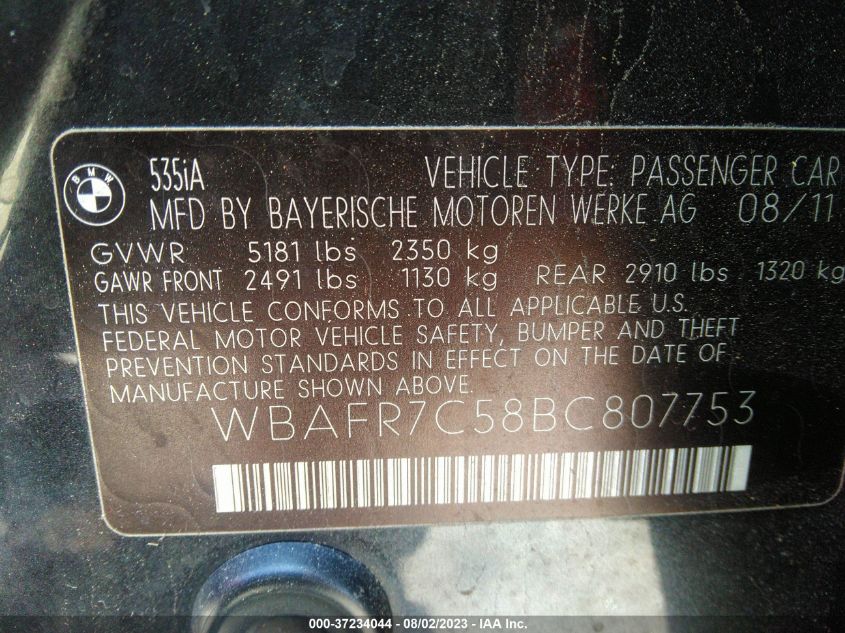 BMW
535iA VEHICLE TYPE: PASSENGER CAR
MFD BY BAYERISCHE MOTOREN WERKE AG 08/11
GVWR 5181 lbs 2350 kg
GAWR FRONT 2491 lbs 1130 kg REAR 2910 lbs 1320 kg
THIS VEHICLE CONFORMS TO ALL APPLICABLE U.S.
FEDERAL MOTOR VEHICLE SAFETY, BUMPER AND THEFT
PREVENTION STANDARDS IN EFFECT ON THE DATE OF
MANUFACTURE SHOWN ABOVE.
WBAFR7C58BC807753
000-37234044 - 08/02/2023 - IAA Inc.